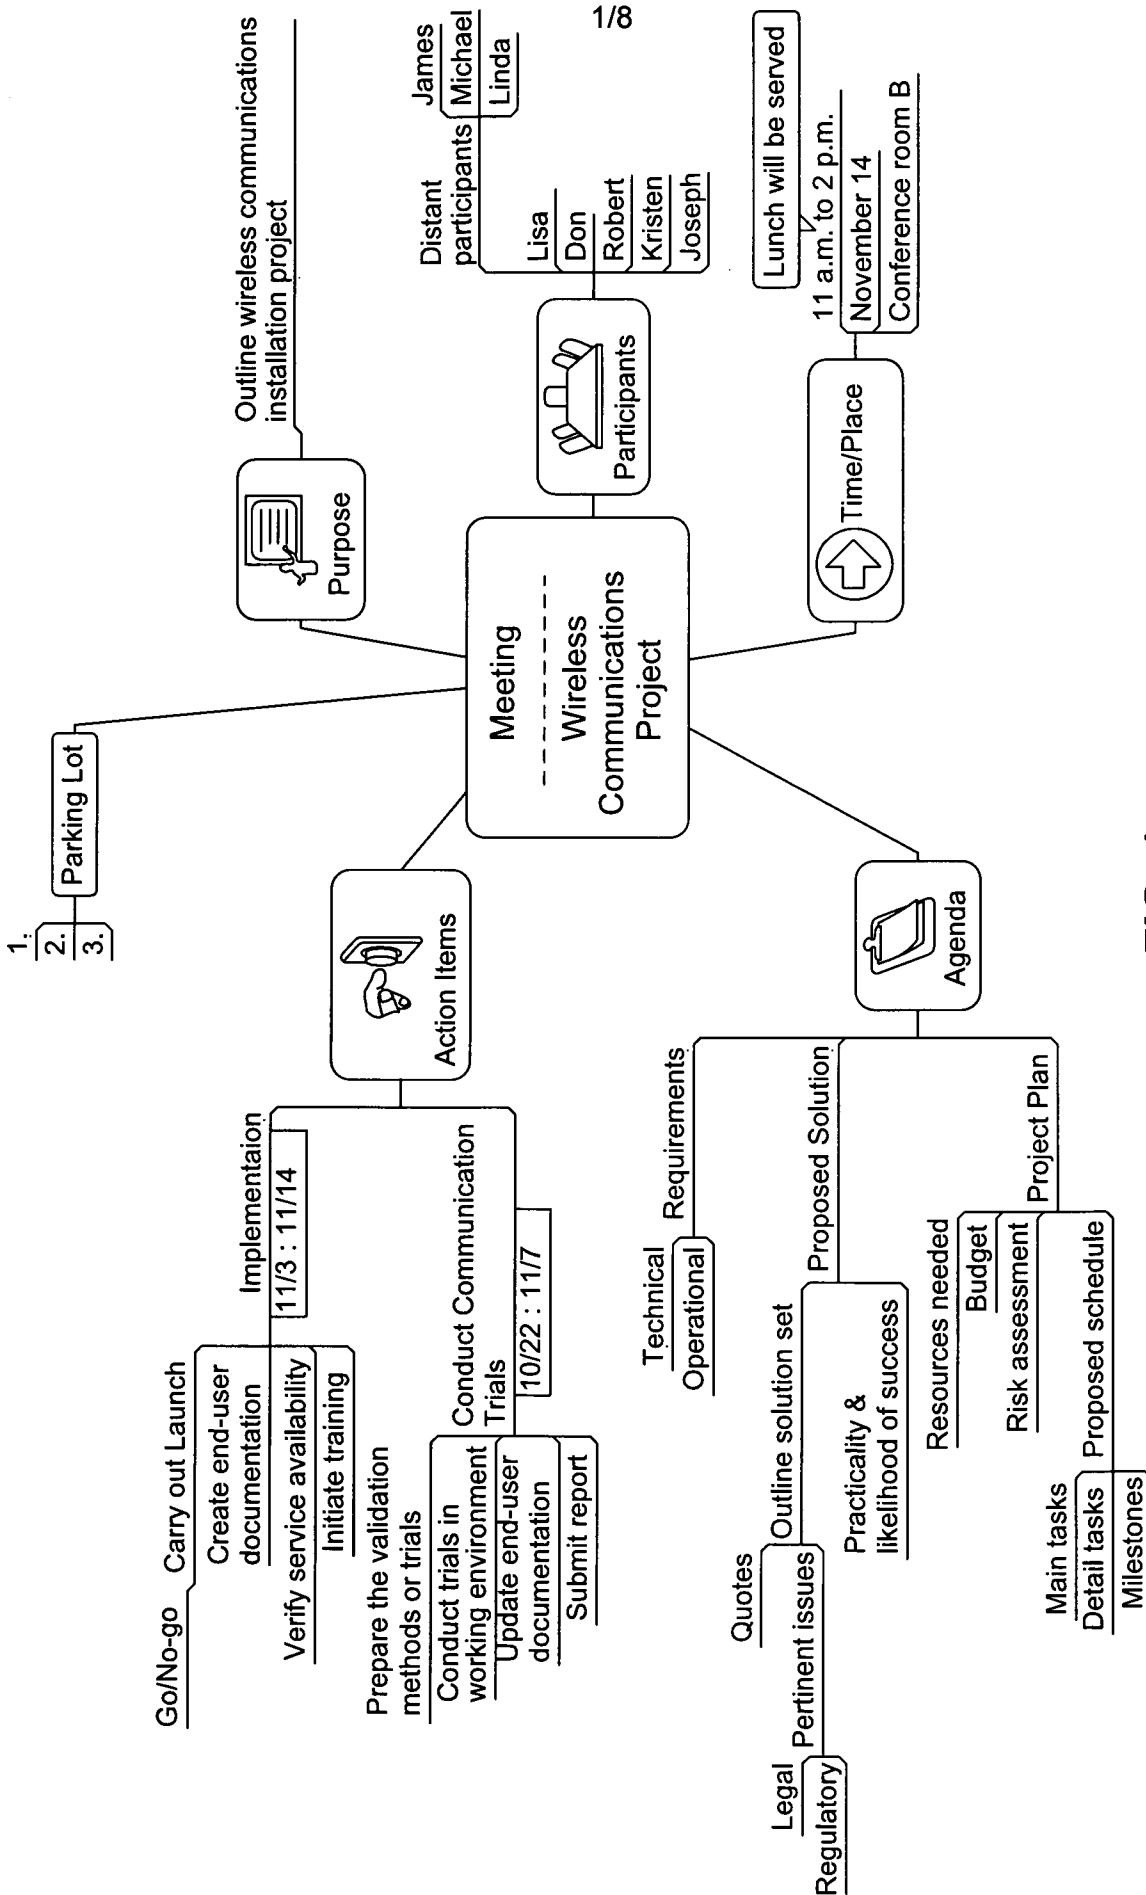 1/8
1.
2.
3.
Parking Lot
Outline wireless communications
installation project
Purpose
Go/No-go
Carry out Launch
Create end-user
documentation
Verify service availability
Initiate training
Implementaion
11/3 : 11/14
Prepare the validation
methods or trials
Conduct trials in
working environment
Update end-user
documentation
Submit report
Conduct Communication
Trials
10/22 : 11/7
Action Items
Meeting
Wireless
Communications
Project
Participants
Distant
participants
James
Michael
Linda
Lisa
Don
Robert
Kristen
Joseph
Technical
Operational
Requirements
Quotes
Legal
Regulatory
Pertinent issues
Outline solution set
Practicality &
likelihood of success
Proposed Solution
Resources needed
Budget
Risk assessment
Main tasks
Detail tasks
Milestones
Proposed schedule
Project Plan
Agenda
Time/Place
Lunch will be served
11 a.m. to 2 p.m.
November 14
Conference room B